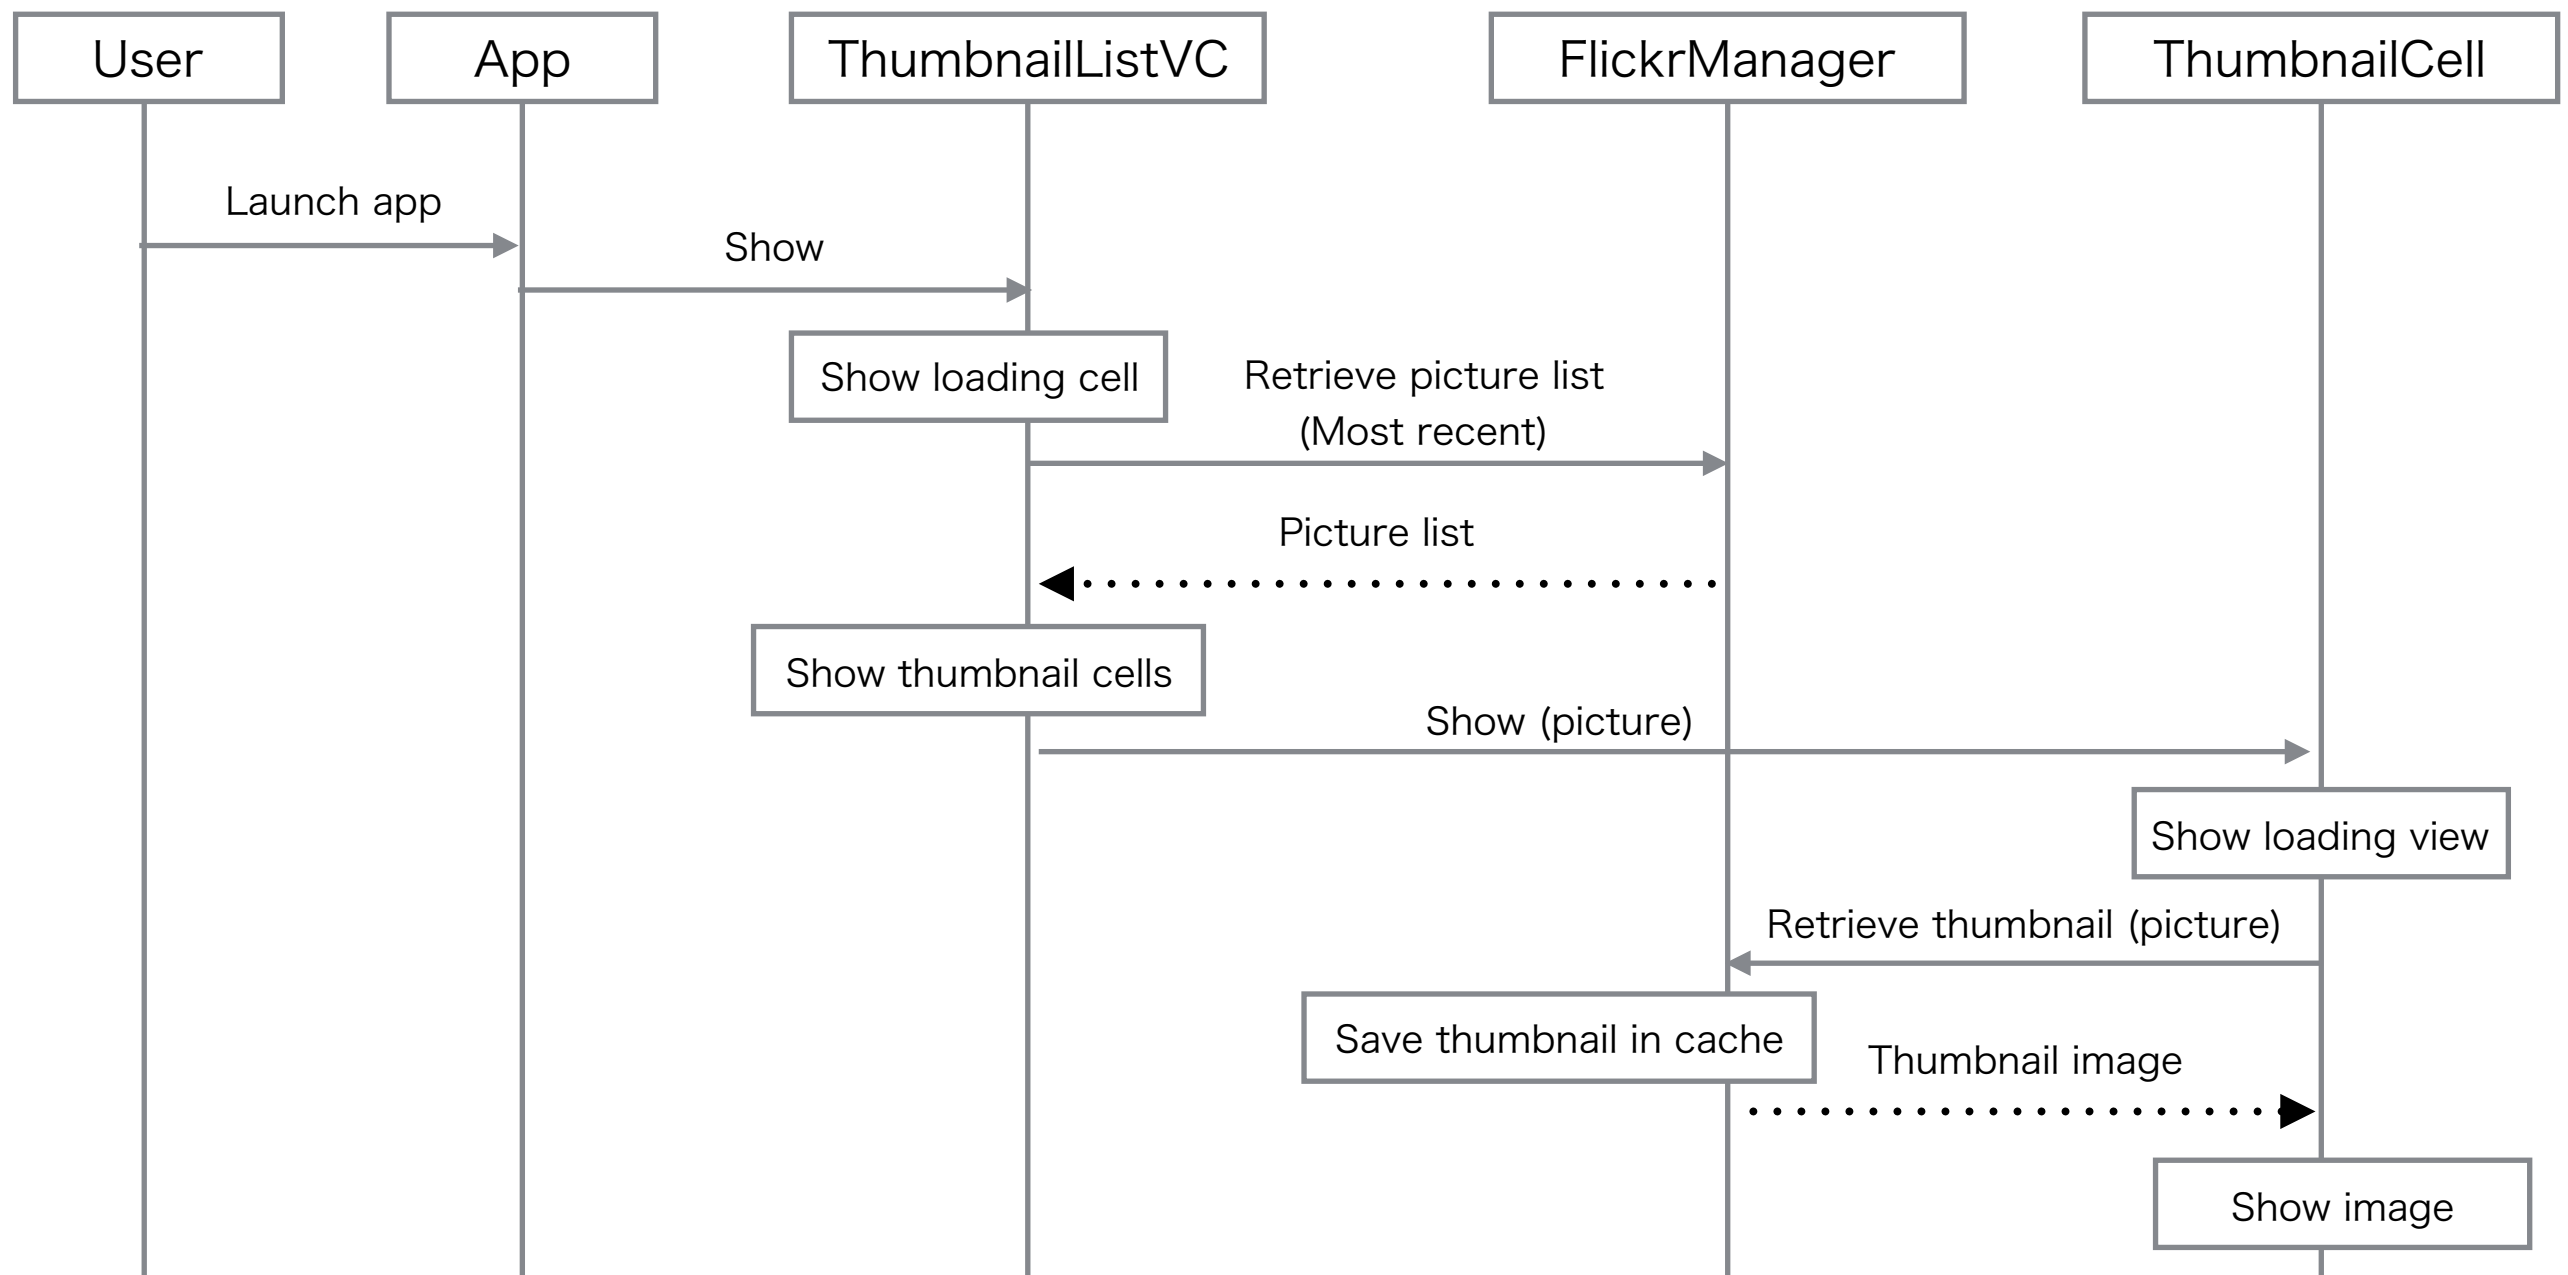 User
App
ThumbnailListVC
FlickrManager
ThumbnailCell
Launch app
Show
Show loading cell
Retrieve picture list
(Most recent)
Picture list
Show thumbnail cells
Show (picture)
Show loading view
Retrieve thumbnail (picture)
Save thumbnail in cache
Thumbnail image
Show image